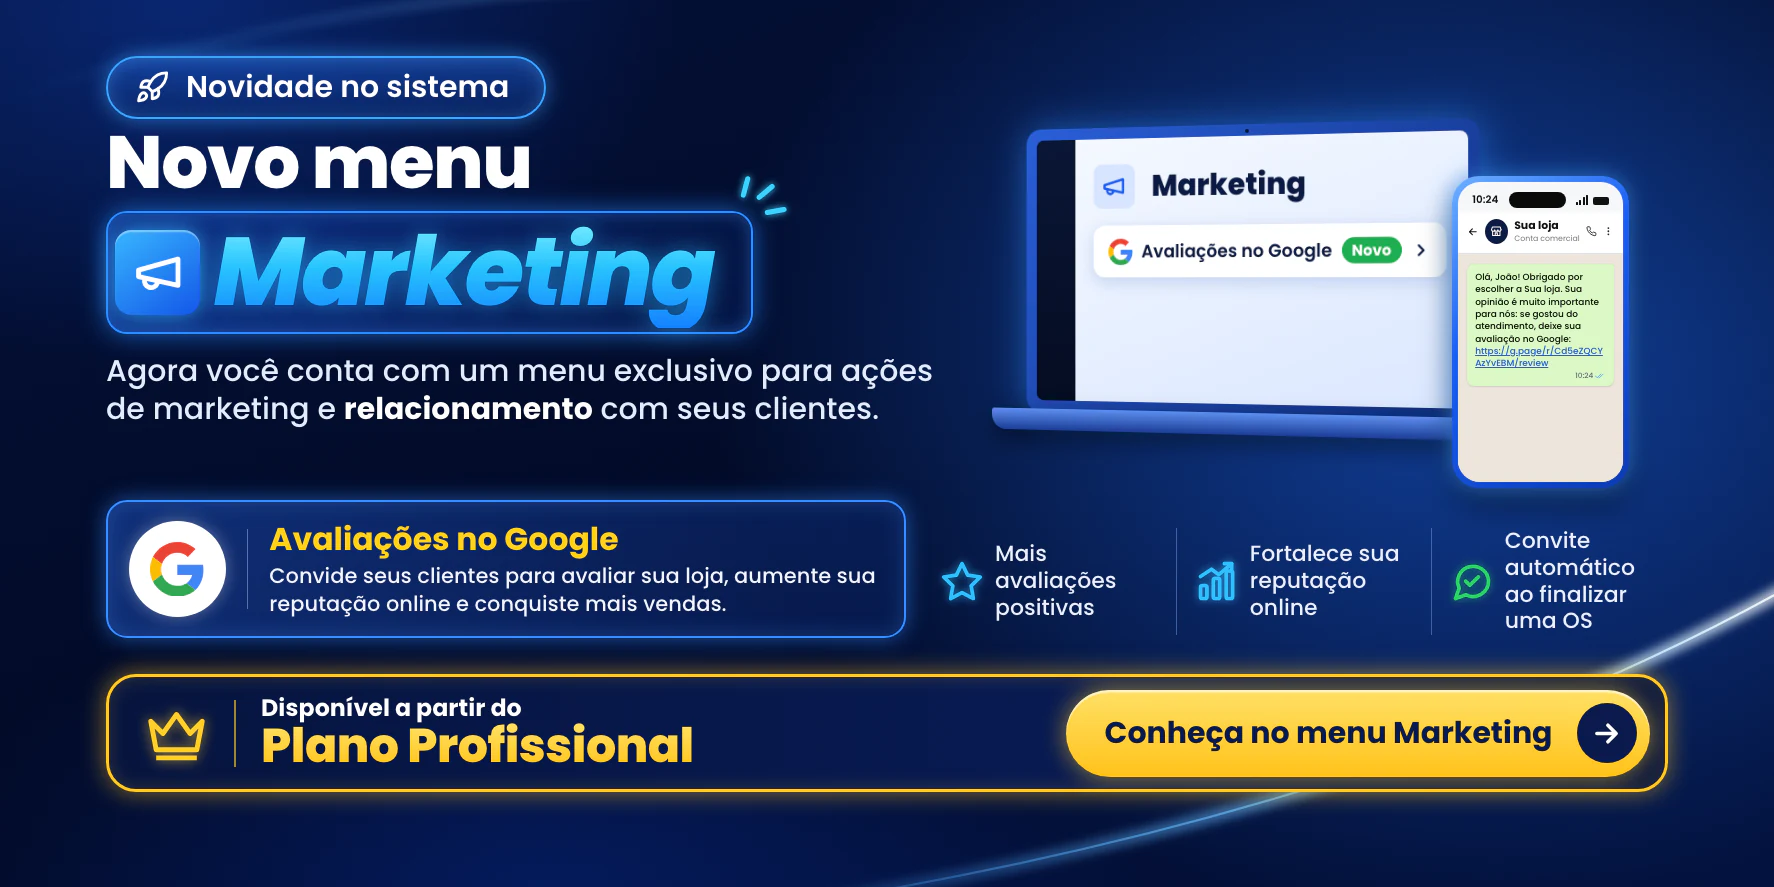 Novidade no sistema
Novo menu
Marketing
Agora você conta com um menu exclusivo para ações
de marketing e relacionamento com seus clientes.
Marketing
Avaliações no Google Novo
10:24
Sua loja
Conta comercial
Olá, João! Obrigado por
escolher a Sua loja. Sua
opinião é muito importante
para nós: se gostou do
atendimento, deixe sua
avaliação no Google:
https://g.page/r/Cd5eZQCY
AzYvEBM/review
10:24
Avaliações no Google
Convide seus clientes para avaliar sua loja, aumente sua
reputação online e conquiste mais vendas.
Mais
avaliações
positivas
Fortalece sua
reputação
online
Convite
automático
ao finalizar
uma OS
Disponível a partir do
Plano Profissional
Conheça no menu Marketing